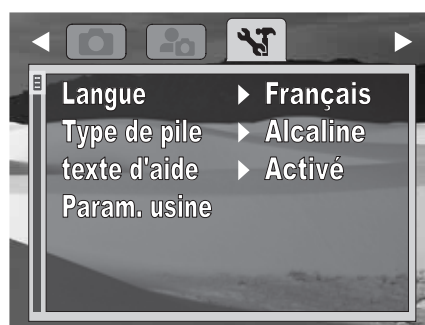 Langue Français
Type de pile Alcaline
texte d'aide Activé
Param. usine